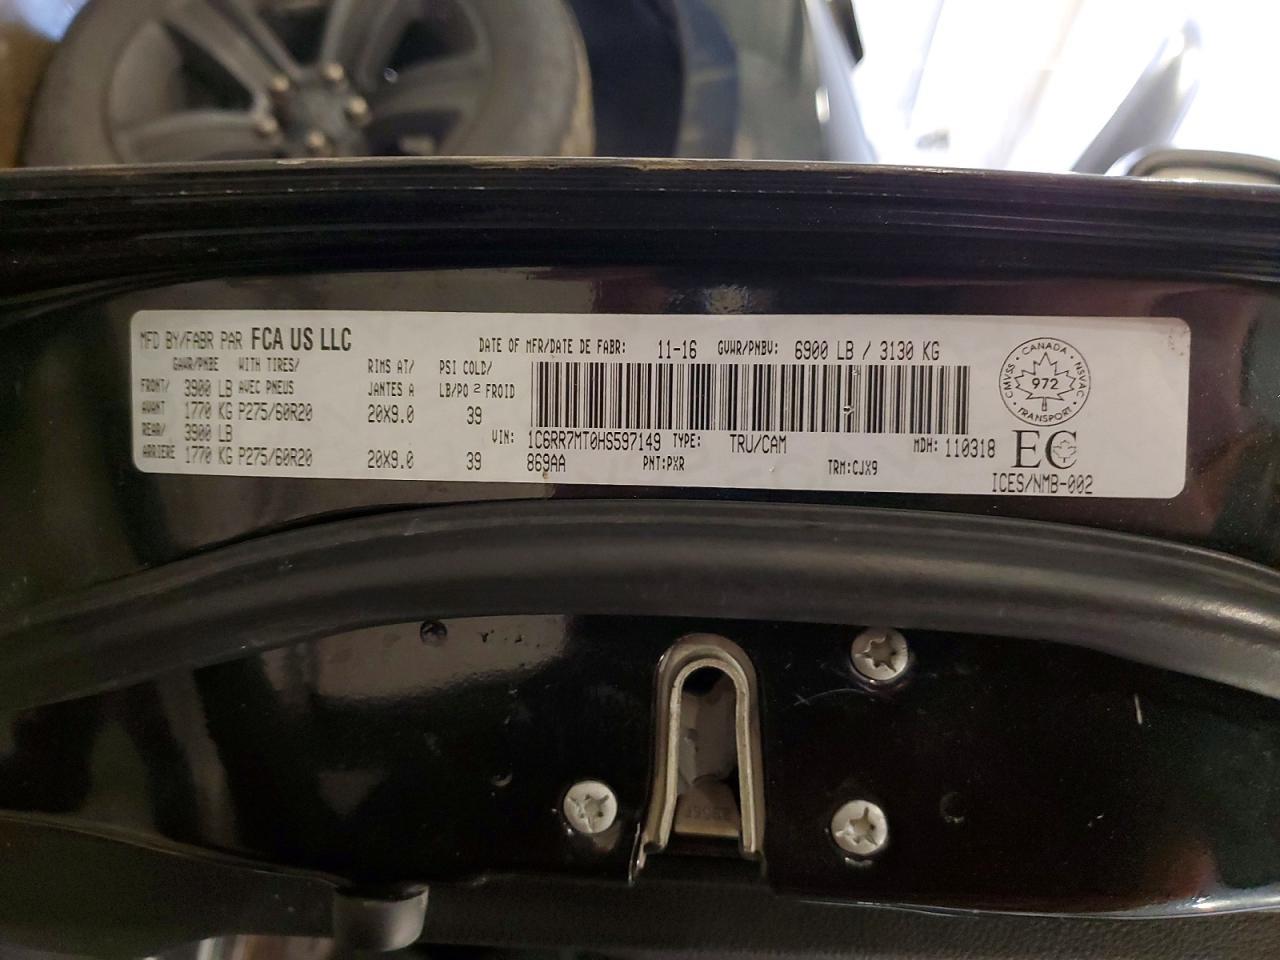 MFD BY/FABR PAR FCA US LLC
DATE OF MFR/DATE DE FABR: 11-16 GVWR/PNBV: 6900 LB / 3130 KG
GAWR/PNBE WITH TIRES/ RIMS AT/ PSI COLD/
FRONT/ 3900 LB AVEC PNEUS JANTES A LB/PO 2 FROID
AVANT 1770 KG P275/60R20 20X9.0 39
REAR/ 3900 LB
ARRIERE 1770 KG P275/60R20 20X9.0 39
VIN: 1C6RR7MT0HS597149 TYPE: TRU/CAM MDH: 110318
869AA PNT:PXR TRM:CJX9
CANADA
CMVSS 972 NSVAC
TRANSPORT
EC
ICES/NMB-002